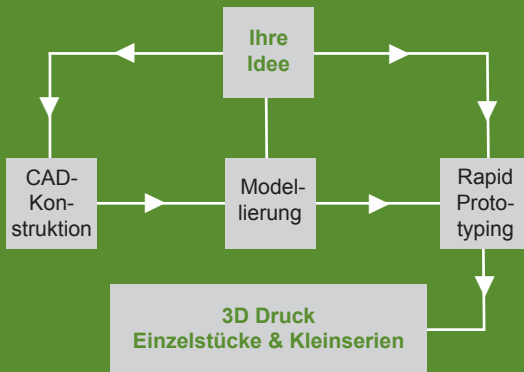 Ihre
Idee
CAD-
Kon-
struktion
Model-
lierung
Rapid
Proto-
typing
3D Druck
Einzelstücke & Kleinserien